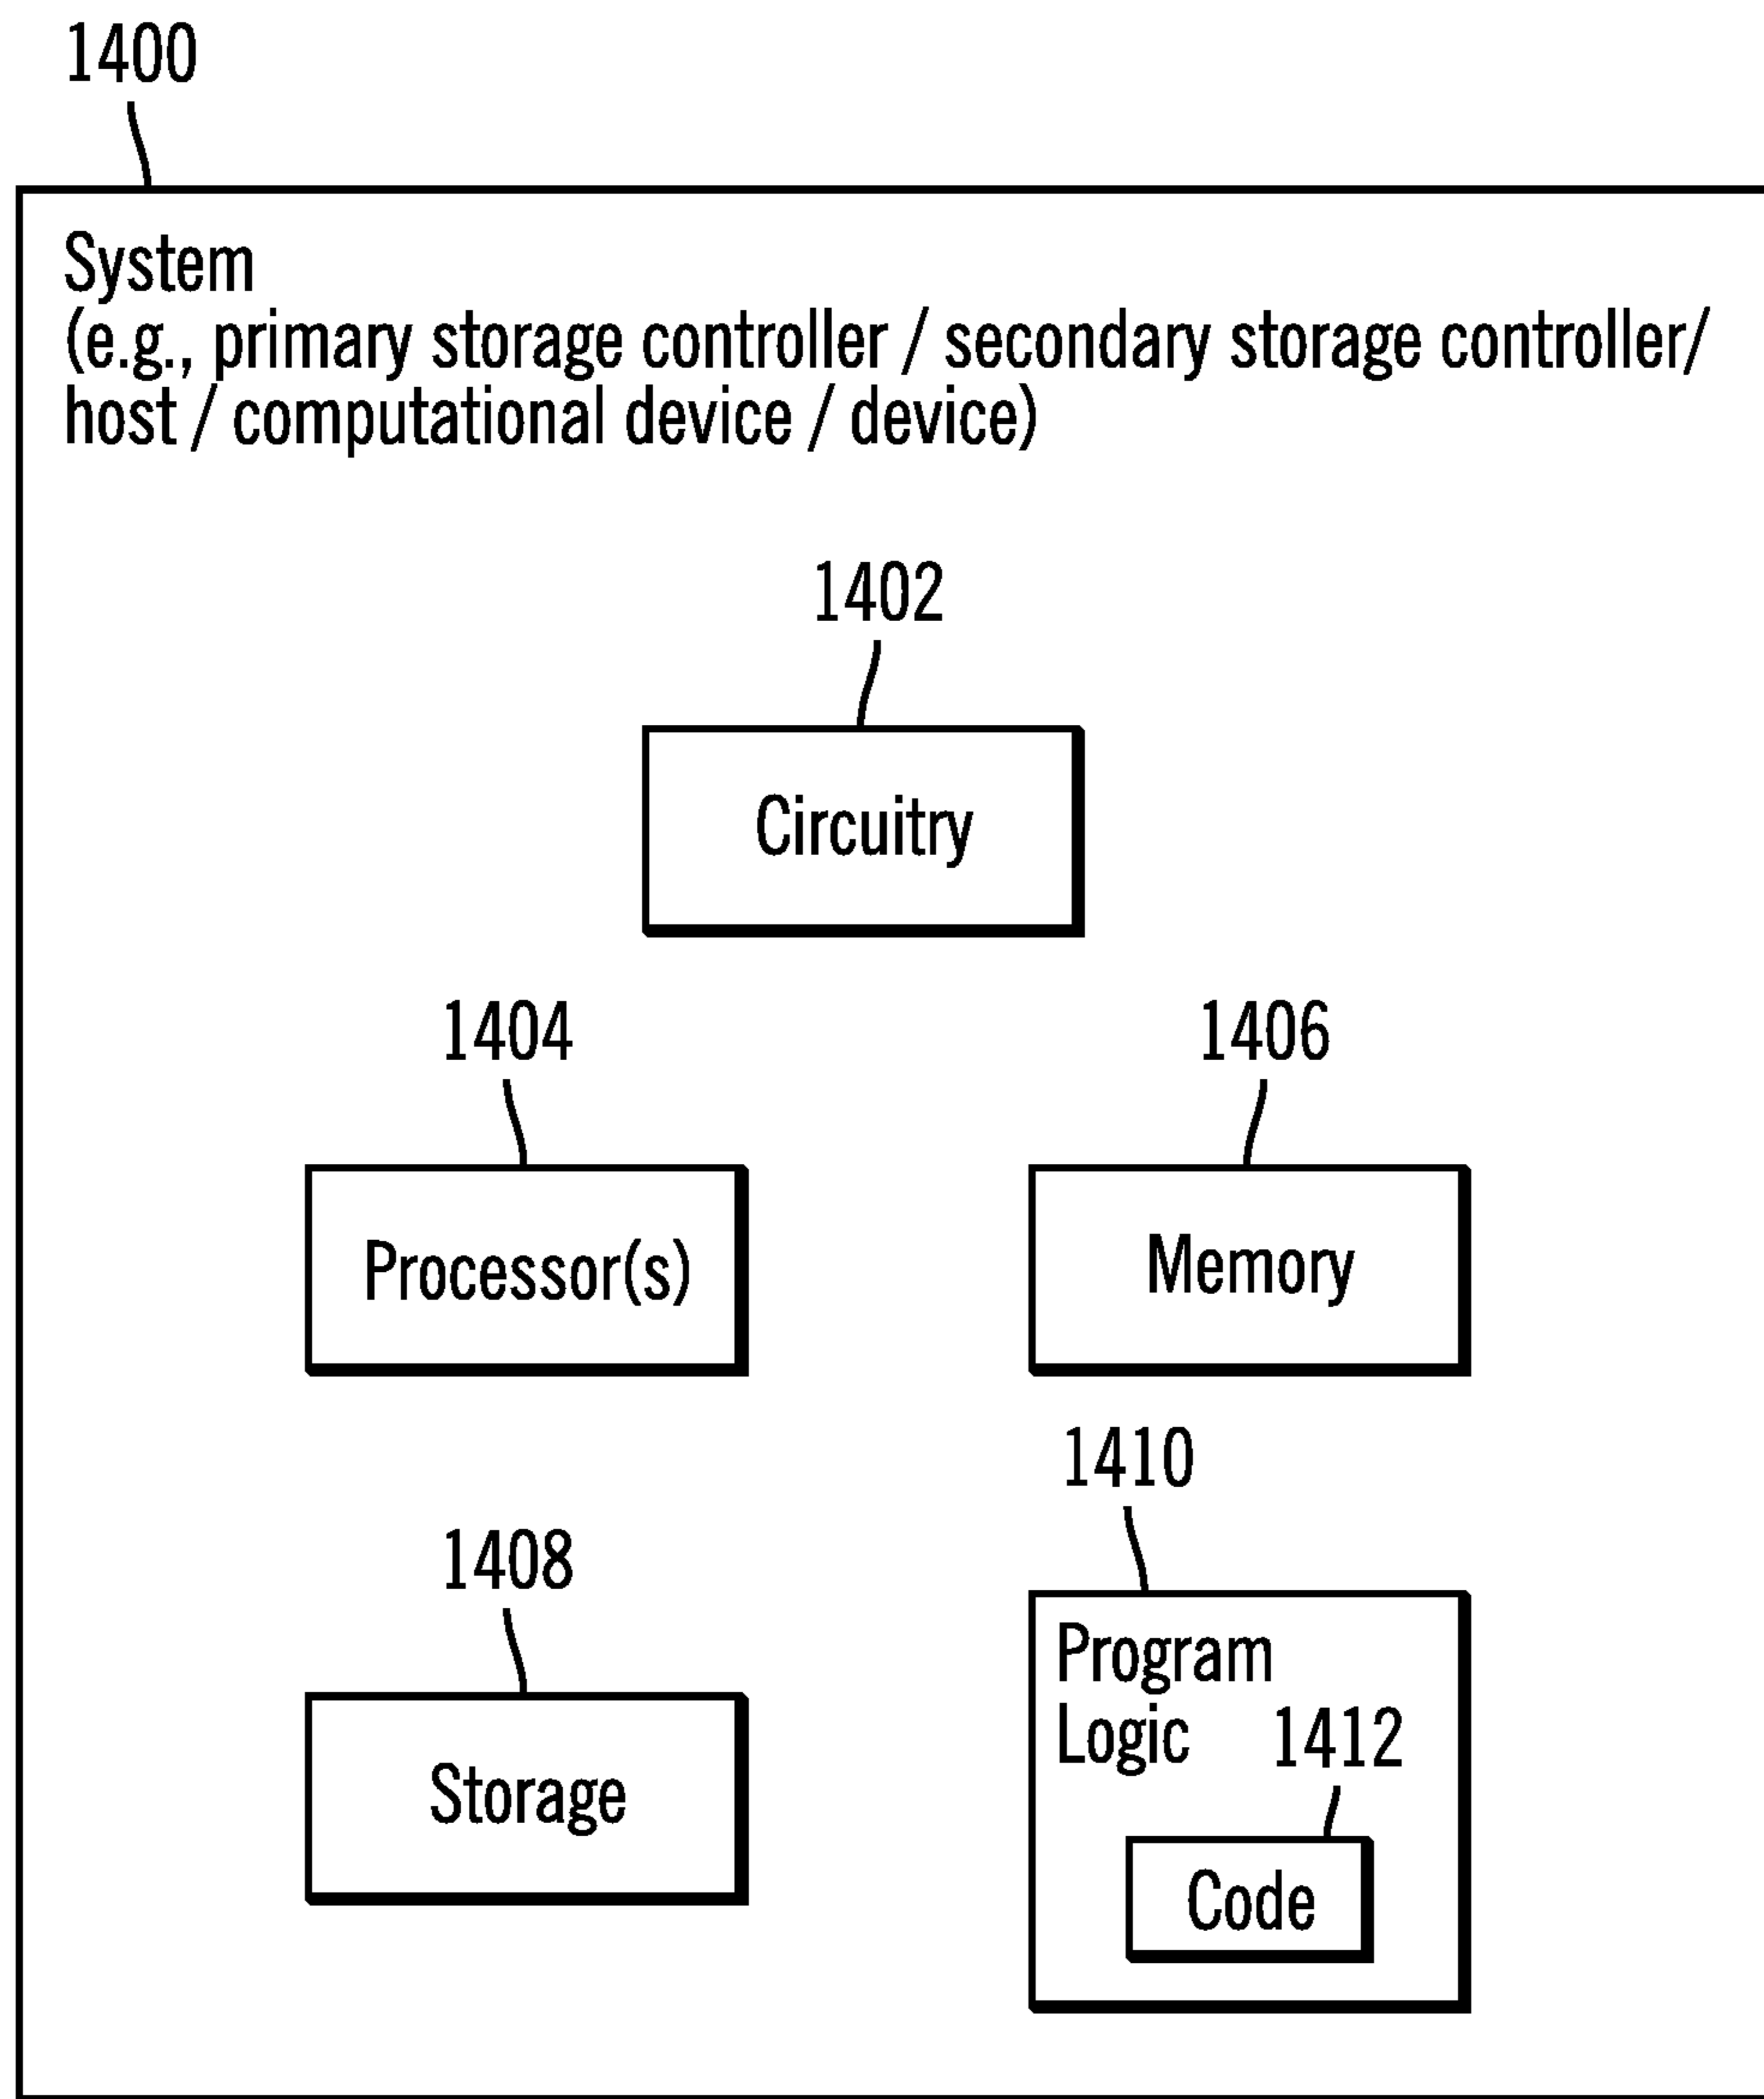 1400
System
(e.g., primary storage controller / secondary storage controller/
host / computational device / device)
1402
Circuitry
1404
1406
Processor(s)
Memory
1410
1408
Program
Logic
1412
Storage
Code